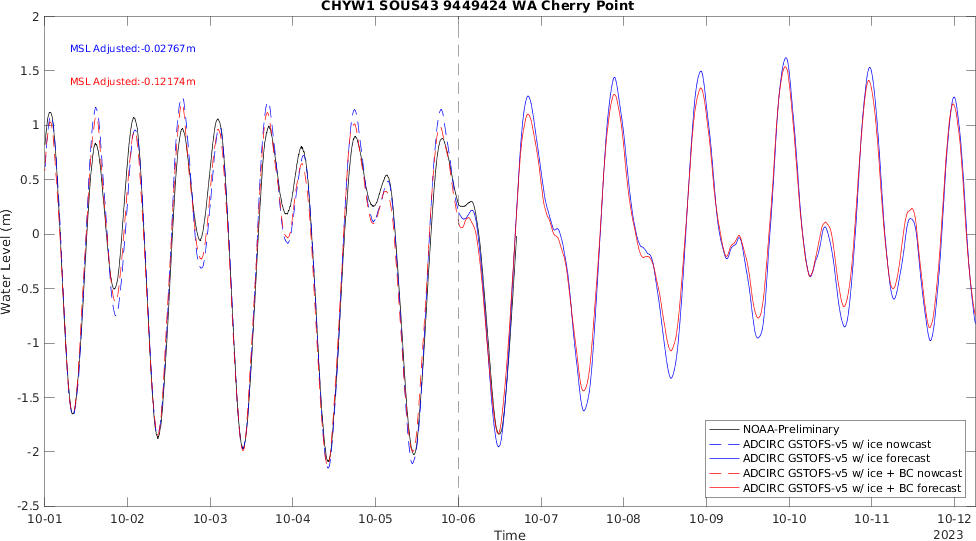 CHYW1 SOUS43 9449424 WA Cherry Point
MSL Adjusted:-0.02767m
MSL Adjusted:-0.12174m
Water Level (m)
2
1.5
1
0.5
0
-0.5
-1
-1.5
-2
-2.5
NOAA-Preliminary
ADCIRC GSTOFS-v5 w/ ice nowcast
ADCIRC GSTOFS-v5 w/ ice forecast
ADCIRC GSTOFS-v5 w/ ice + BC nowcast
ADCIRC GSTOFS-v5 w/ ice + BC forecast
10-01 10-02 10-03 10-04 10-05 10-06 10-07 10-08 10-09 10-10 10-11 10-12
Time
2023